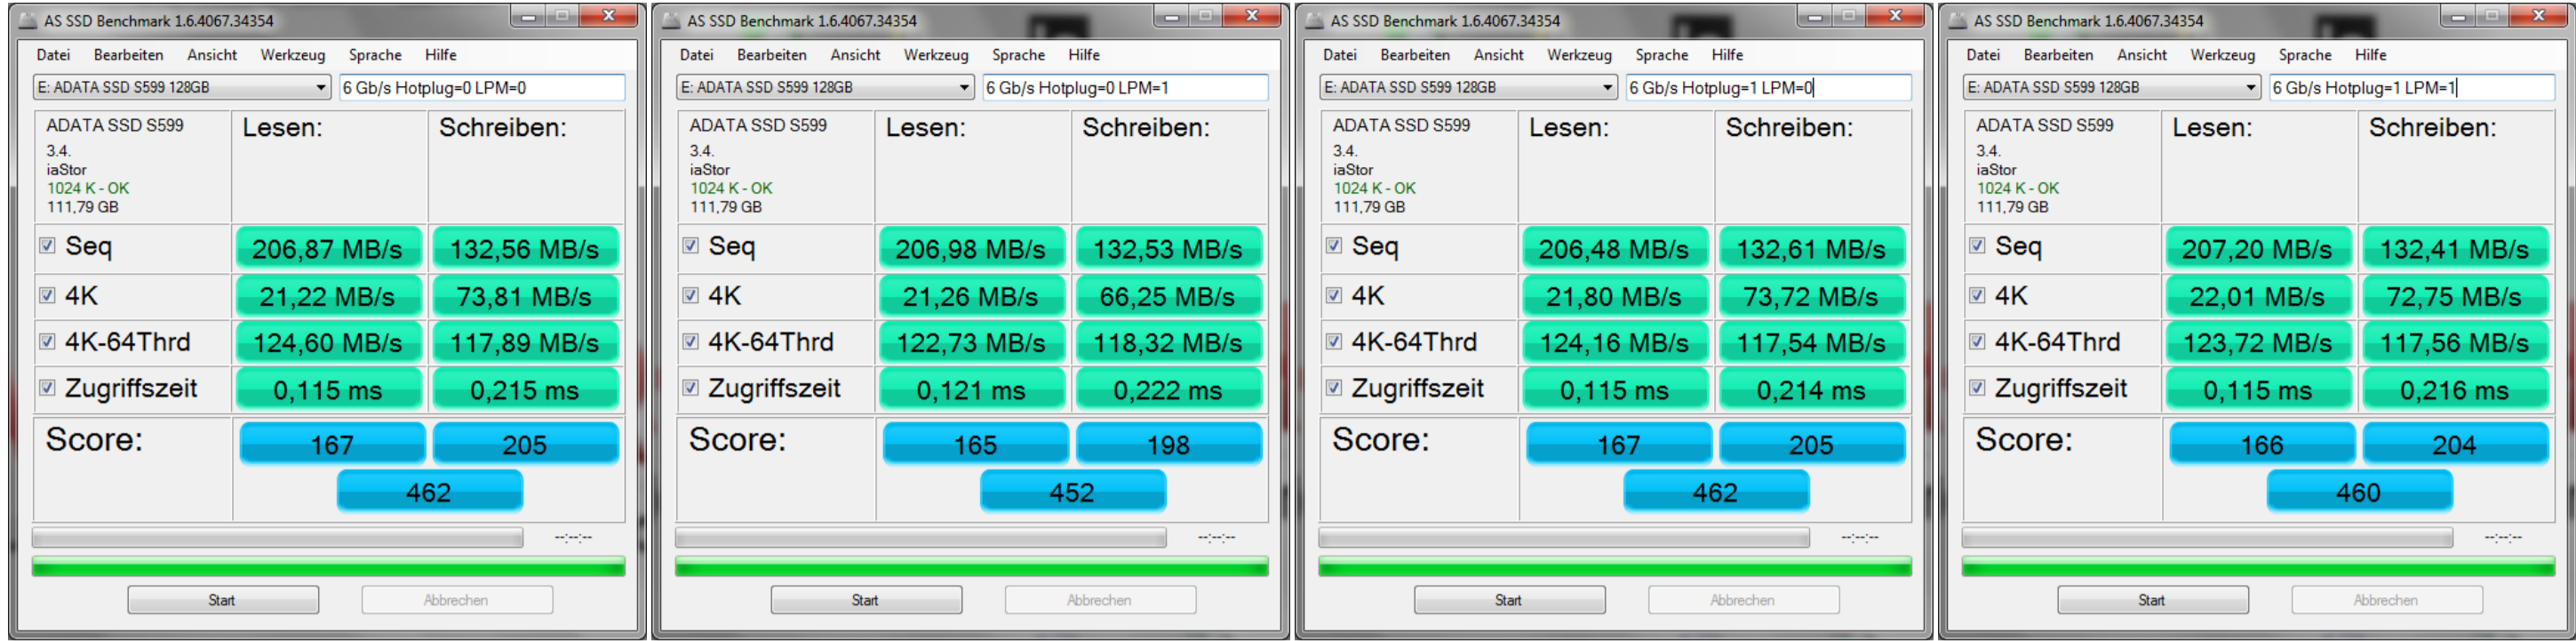 AS SSD Benchmark 1.6.4067.34354
Datei Bearbeiten Ansicht Werkzeug Sprache Hilfe
E: ADATA SSD S599 128GB 6 Gb/s Hotplug=0 LPM=0
ADATA SSD S599 Lesen: Schreiben:
3.4.
iaStor
1024 K - OK
111,79 GB
Seq 206,87 MB/s 132,56 MB/s
4K 21,22 MB/s 73,81 MB/s
4K-64Thrd 124,60 MB/s 117,89 MB/s
Zugriffszeit 0,115 ms 0,215 ms
Score: 167 205
462
--:--:--
Start Abbrechen
AS SSD Benchmark 1.6.4067.34354
Datei Bearbeiten Ansicht Werkzeug Sprache Hilfe
E: ADATA SSD S599 128GB 6 Gb/s Hotplug=0 LPM=1
ADATA SSD S599 Lesen: Schreiben:
3.4.
iaStor
1024 K - OK
111,79 GB
Seq 206,98 MB/s 132,53 MB/s
4K 21,26 MB/s 66,25 MB/s
4K-64Thrd 122,73 MB/s 118,32 MB/s
Zugriffszeit 0,121 ms 0,222 ms
Score: 165 198
452
--:--:--
Start Abbrechen
AS SSD Benchmark 1.6.4067.34354
Datei Bearbeiten Ansicht Werkzeug Sprache Hilfe
E: ADATA SSD S599 128GB 6 Gb/s Hotplug=1 LPM=0
ADATA SSD S599 Lesen: Schreiben:
3.4.
iaStor
1024 K - OK
111,79 GB
Seq 206,48 MB/s 132,61 MB/s
4K 21,80 MB/s 73,72 MB/s
4K-64Thrd 124,16 MB/s 117,54 MB/s
Zugriffszeit 0,115 ms 0,214 ms
Score: 167 205
462
--:--:--
Start Abbrechen
AS SSD Benchmark 1.6.4067.34354
Datei Bearbeiten Ansicht Werkzeug Sprache Hilfe
E: ADATA SSD S599 128GB 6 Gb/s Hotplug=1 LPM=1
ADATA SSD S599 Lesen: Schreiben:
3.4.
iaStor
1024 K - OK
111,79 GB
Seq 207,20 MB/s 132,41 MB/s
4K 22,01 MB/s 72,75 MB/s
4K-64Thrd 123,72 MB/s 117,56 MB/s
Zugriffszeit 0,115 ms 0,216 ms
Score: 166 204
460
--:--:--
Start Abbrechen